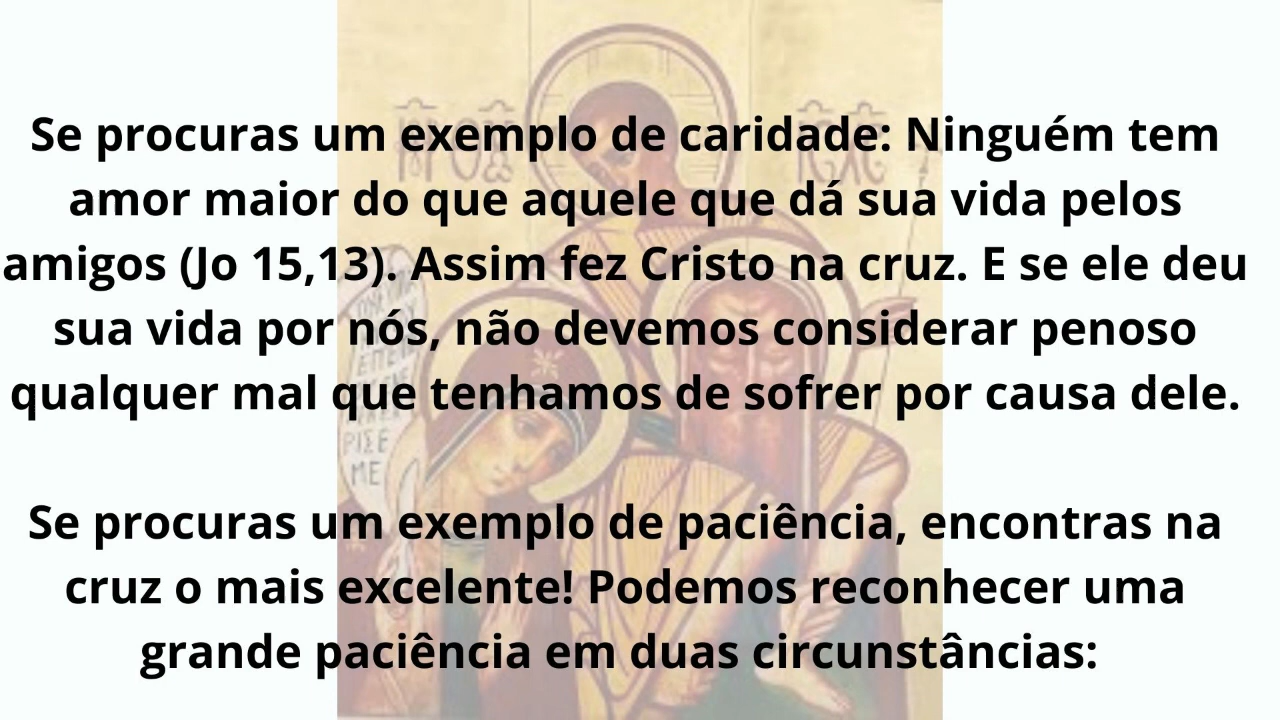 Se procuras um exemplo de caridade: Ninguém tem
amor maior do que aquele que dá sua vida pelos
amigos (Jo 15,13). Assim fez Cristo na cruz. E se ele deu
sua vida por nós, não devemos considerar penoso
qualquer mal que tenhamos de sofrer por causa dele.
Se procuras um exemplo de paciência, encontras na
cruz o mais excelente! Podemos reconhecer uma
grande paciência em duas circunstâncias:
ΡΙΣΕ
ΜΕ